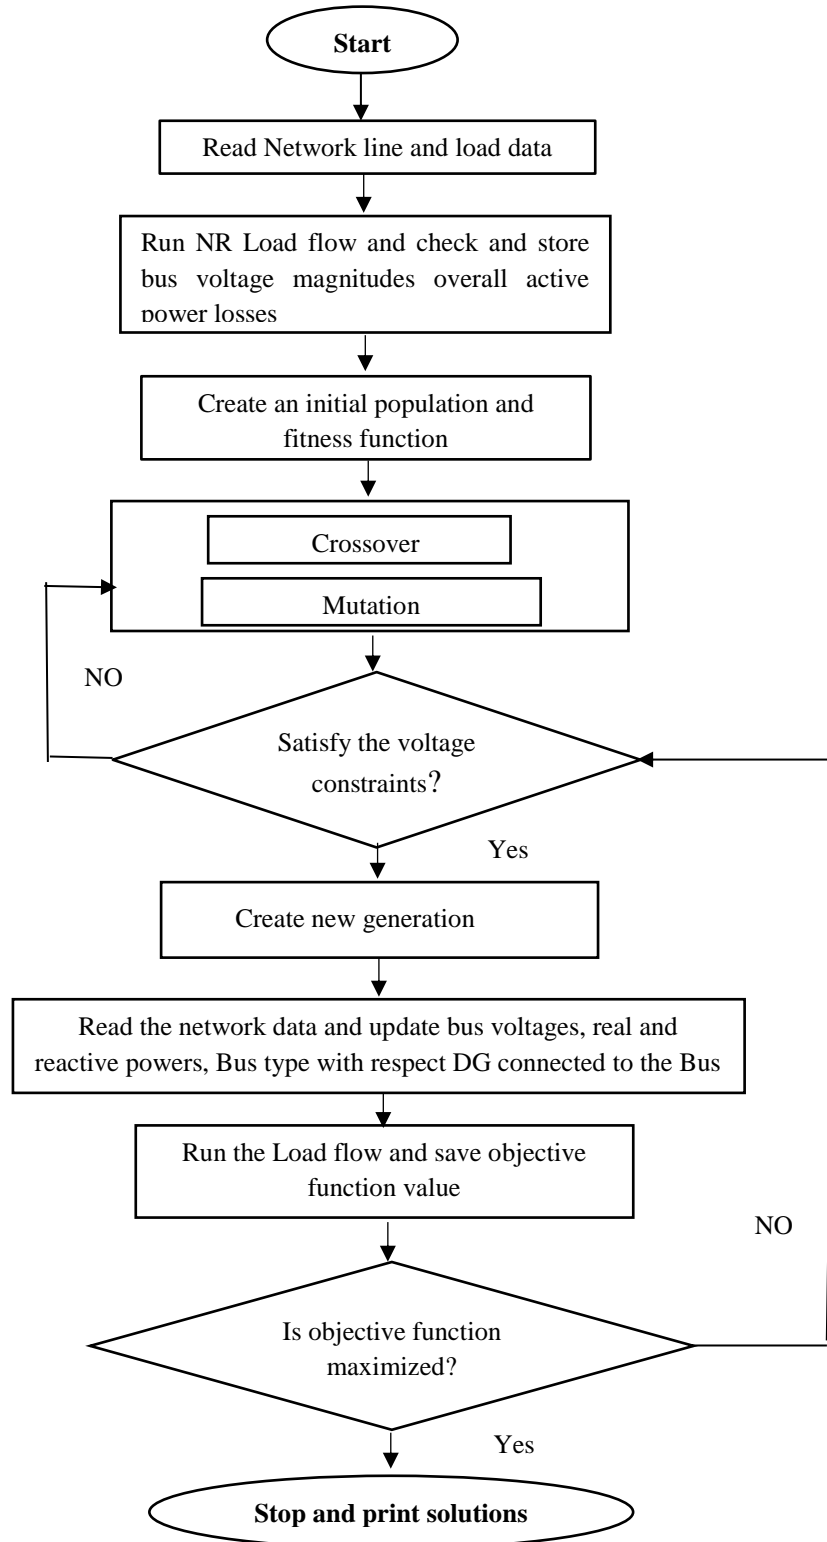 Start
Read Network line and load data
Run NR Load flow and check and store
bus voltage magnitudes overall active
power losses
Create an initial population and
fitness function
Crossover
Mutation
NO
Satisfy the voltage
constraints?
Yes
Create new generation
Read the network data and update bus voltages, real and
reactive powers, Bus type with respect DG connected to the Bus
Run the Load flow and save objective
function value
NO
Is objective function
maximized?
Yes
Stop and print solutions